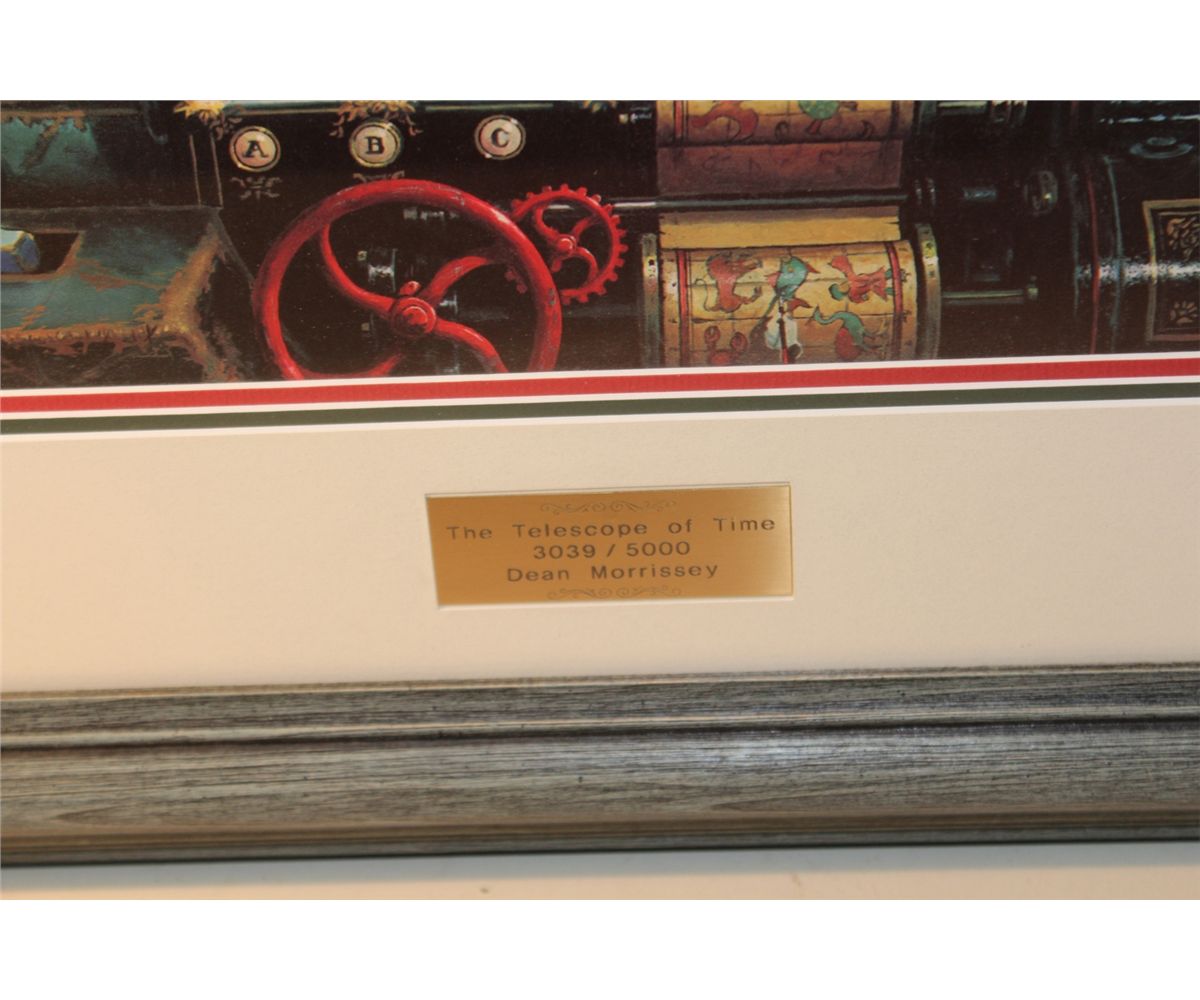 A B C
The Telescope of Time
3039 / 5000
Dean Morrissey